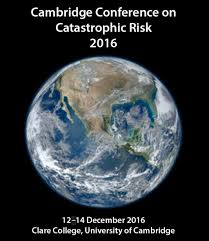 Cambridge Conference on
Catastrophic Risk
2016
12–14 December 2016
Clare College, University of Cambridge